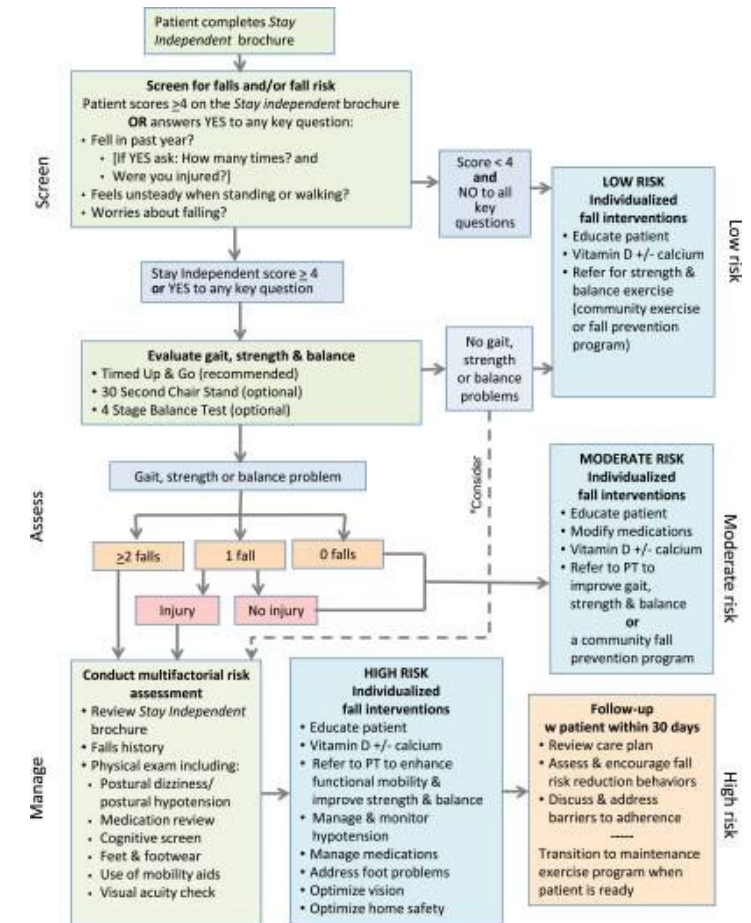 Patient completes Stay
Independent brochure
Screen for falls and/or fall risk
Patient scores ≥4 on the Stay independent brochure
OR answers YES to any key question:
• Fell in past year?
• [If YES ask: How many times? and
• Were you injured?]
• Feels unsteady when standing or walking?
• Worries about falling?
Score < 4
and
NO to all
key
questions
LOW RISK
Individualized
fall interventions
• Educate patient
• Vitamin D +/- calcium
• Refer for strength &
balance exercise
(community exercise
or fall prevention
program)
Screen
Low risk
Stay Independent score ≥ 4
or YES to any key question
Evaluate gait, strength & balance
• Timed Up & Go (recommended)
• 30 Second Chair Stand (optional)
• 4 Stage Balance Test (optional)
No gait,
strength
or balance
problems
Gait, strength or balance problem
*Consider
Assess
≥2 falls
1 fall
0 falls
Injury
No injury
MODERATE RISK
Individualized
fall interventions
• Educate patient
• Modify medications
• Vitamin D +/- calcium
• Refer to PT to
improve gait,
strength & balance
or
a community fall
prevention program
Moderate risk
Conduct multifactorial risk
assessment
• Review Stay Independent
brochure
• Falls history
• Physical exam including:
• Postural dizziness/
postural hypotension
• Medication review
• Cognitive screen
• Feet & footwear
• Use of mobility aids
• Visual acuity check
Manage
HIGH RISK
Individualized
fall interventions
• Educate patient
• Vitamin D +/- calcium
• Refer to PT to enhance
functional mobility &
improve strength & balance
• Manage & monitor
hypotension
• Manage medications
• Address foot problems
• Optimize vision
• Optimize home safety
Follow-up
w patient within 30 days
• Review care plan
• Assess & encourage fall
risk reduction behaviors
• Discuss & address
barriers to adherence
-----
Transition to maintenance
exercise program when
patient is ready
High risk